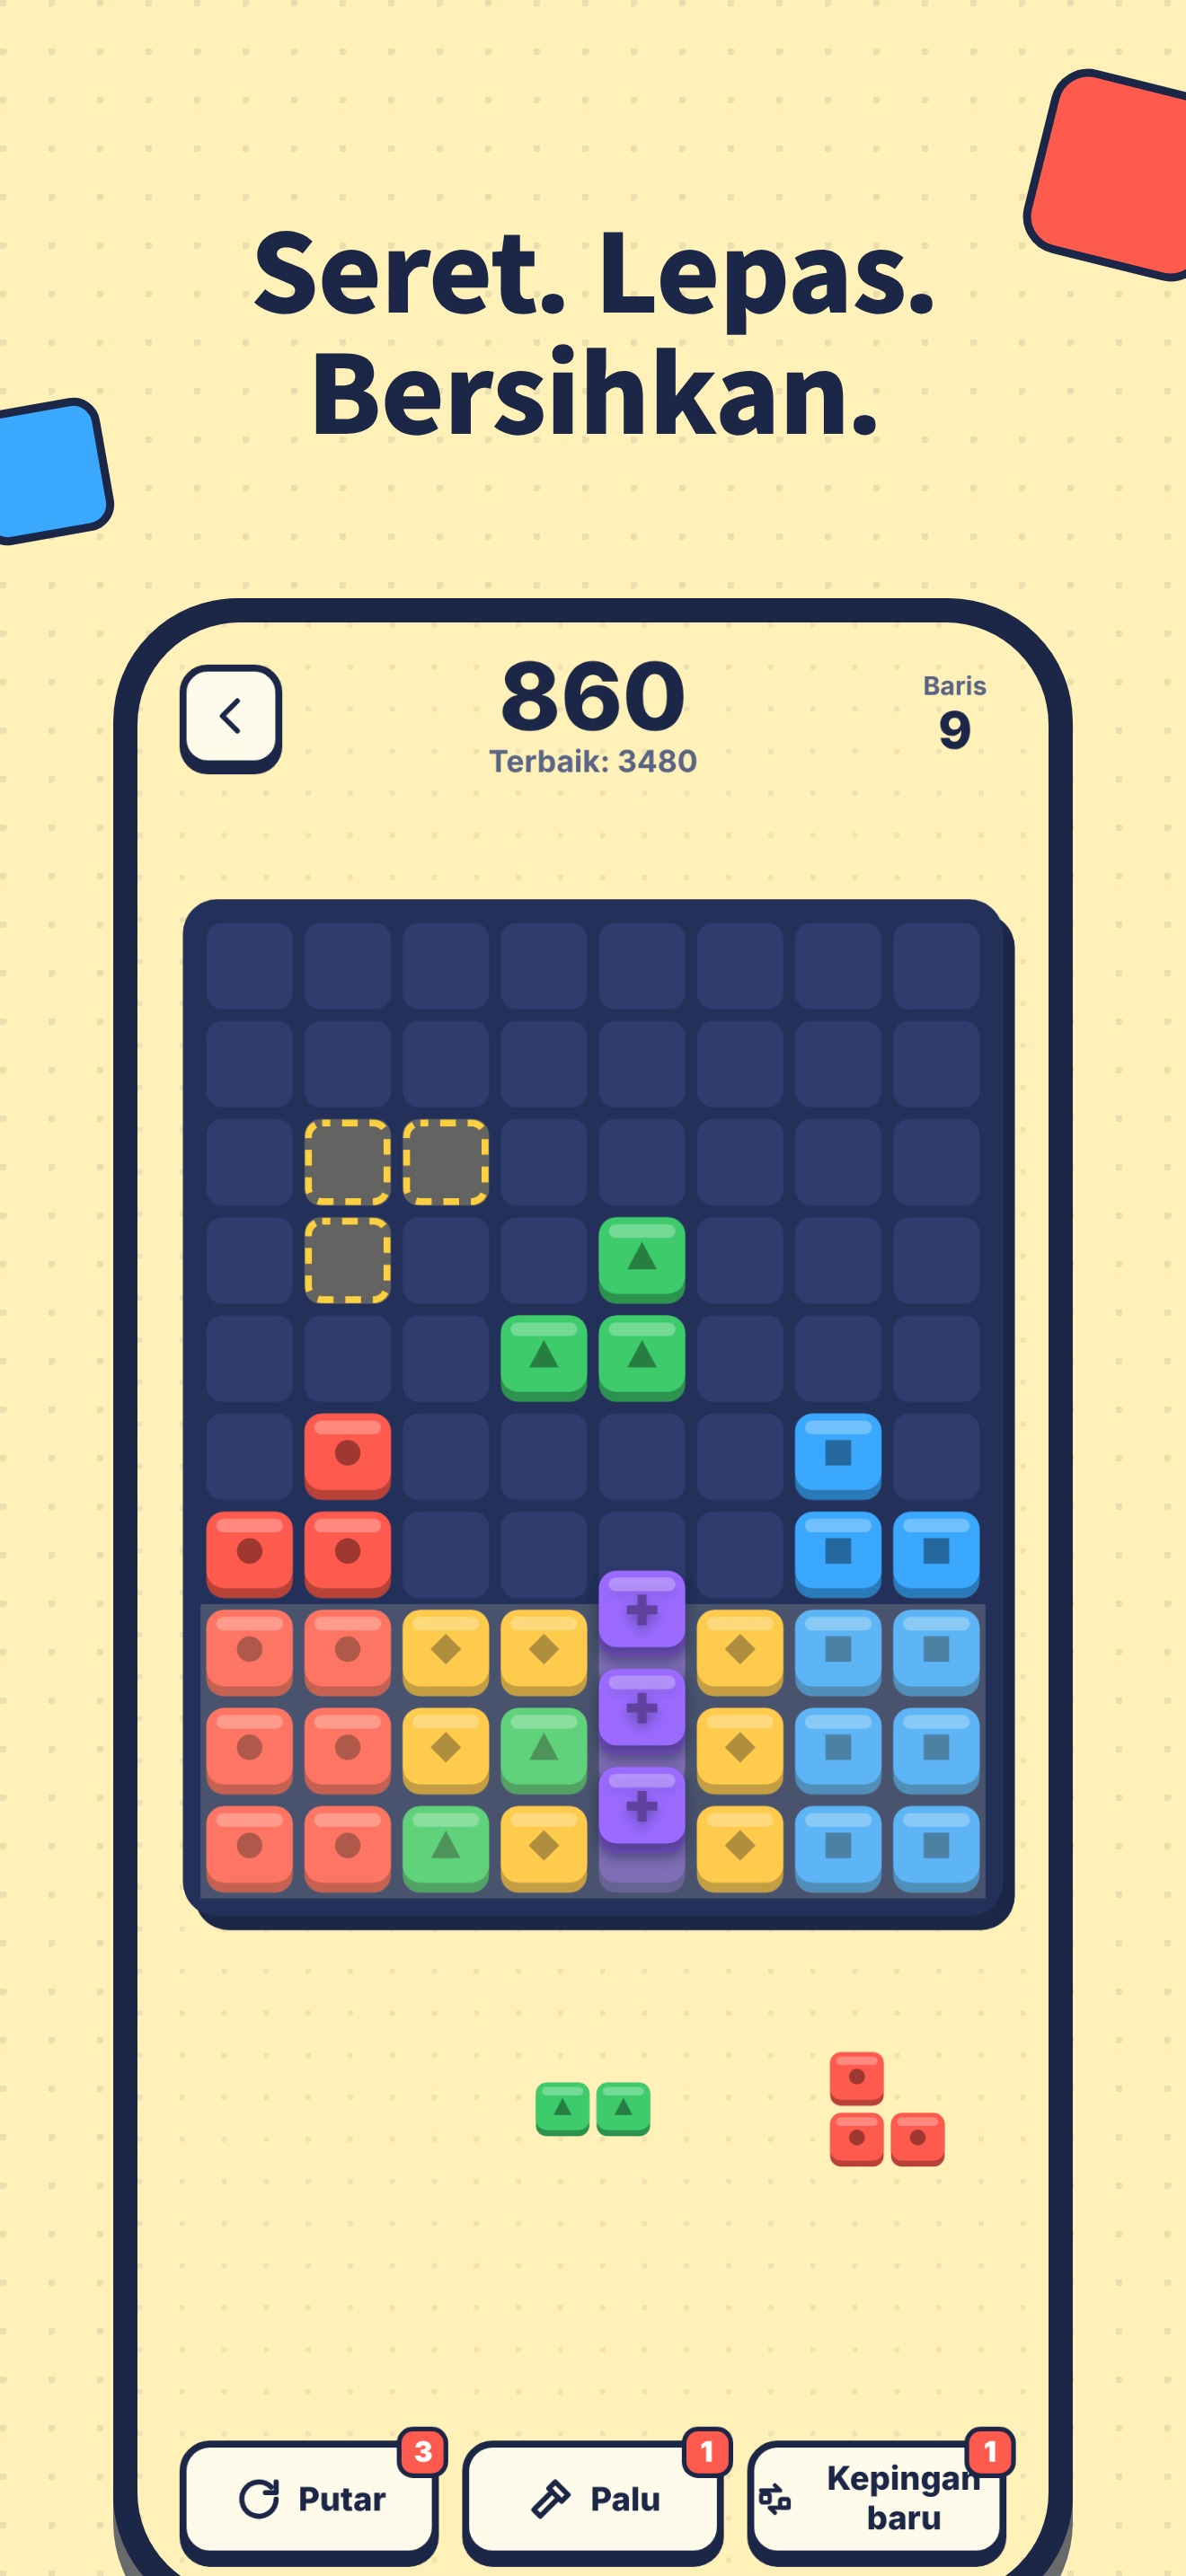 Seret. Lepas.
Bersihkan.
860
Terbaik: 3480
Baris
9
3
Putar
1
Palu
1
Kepingan
baru